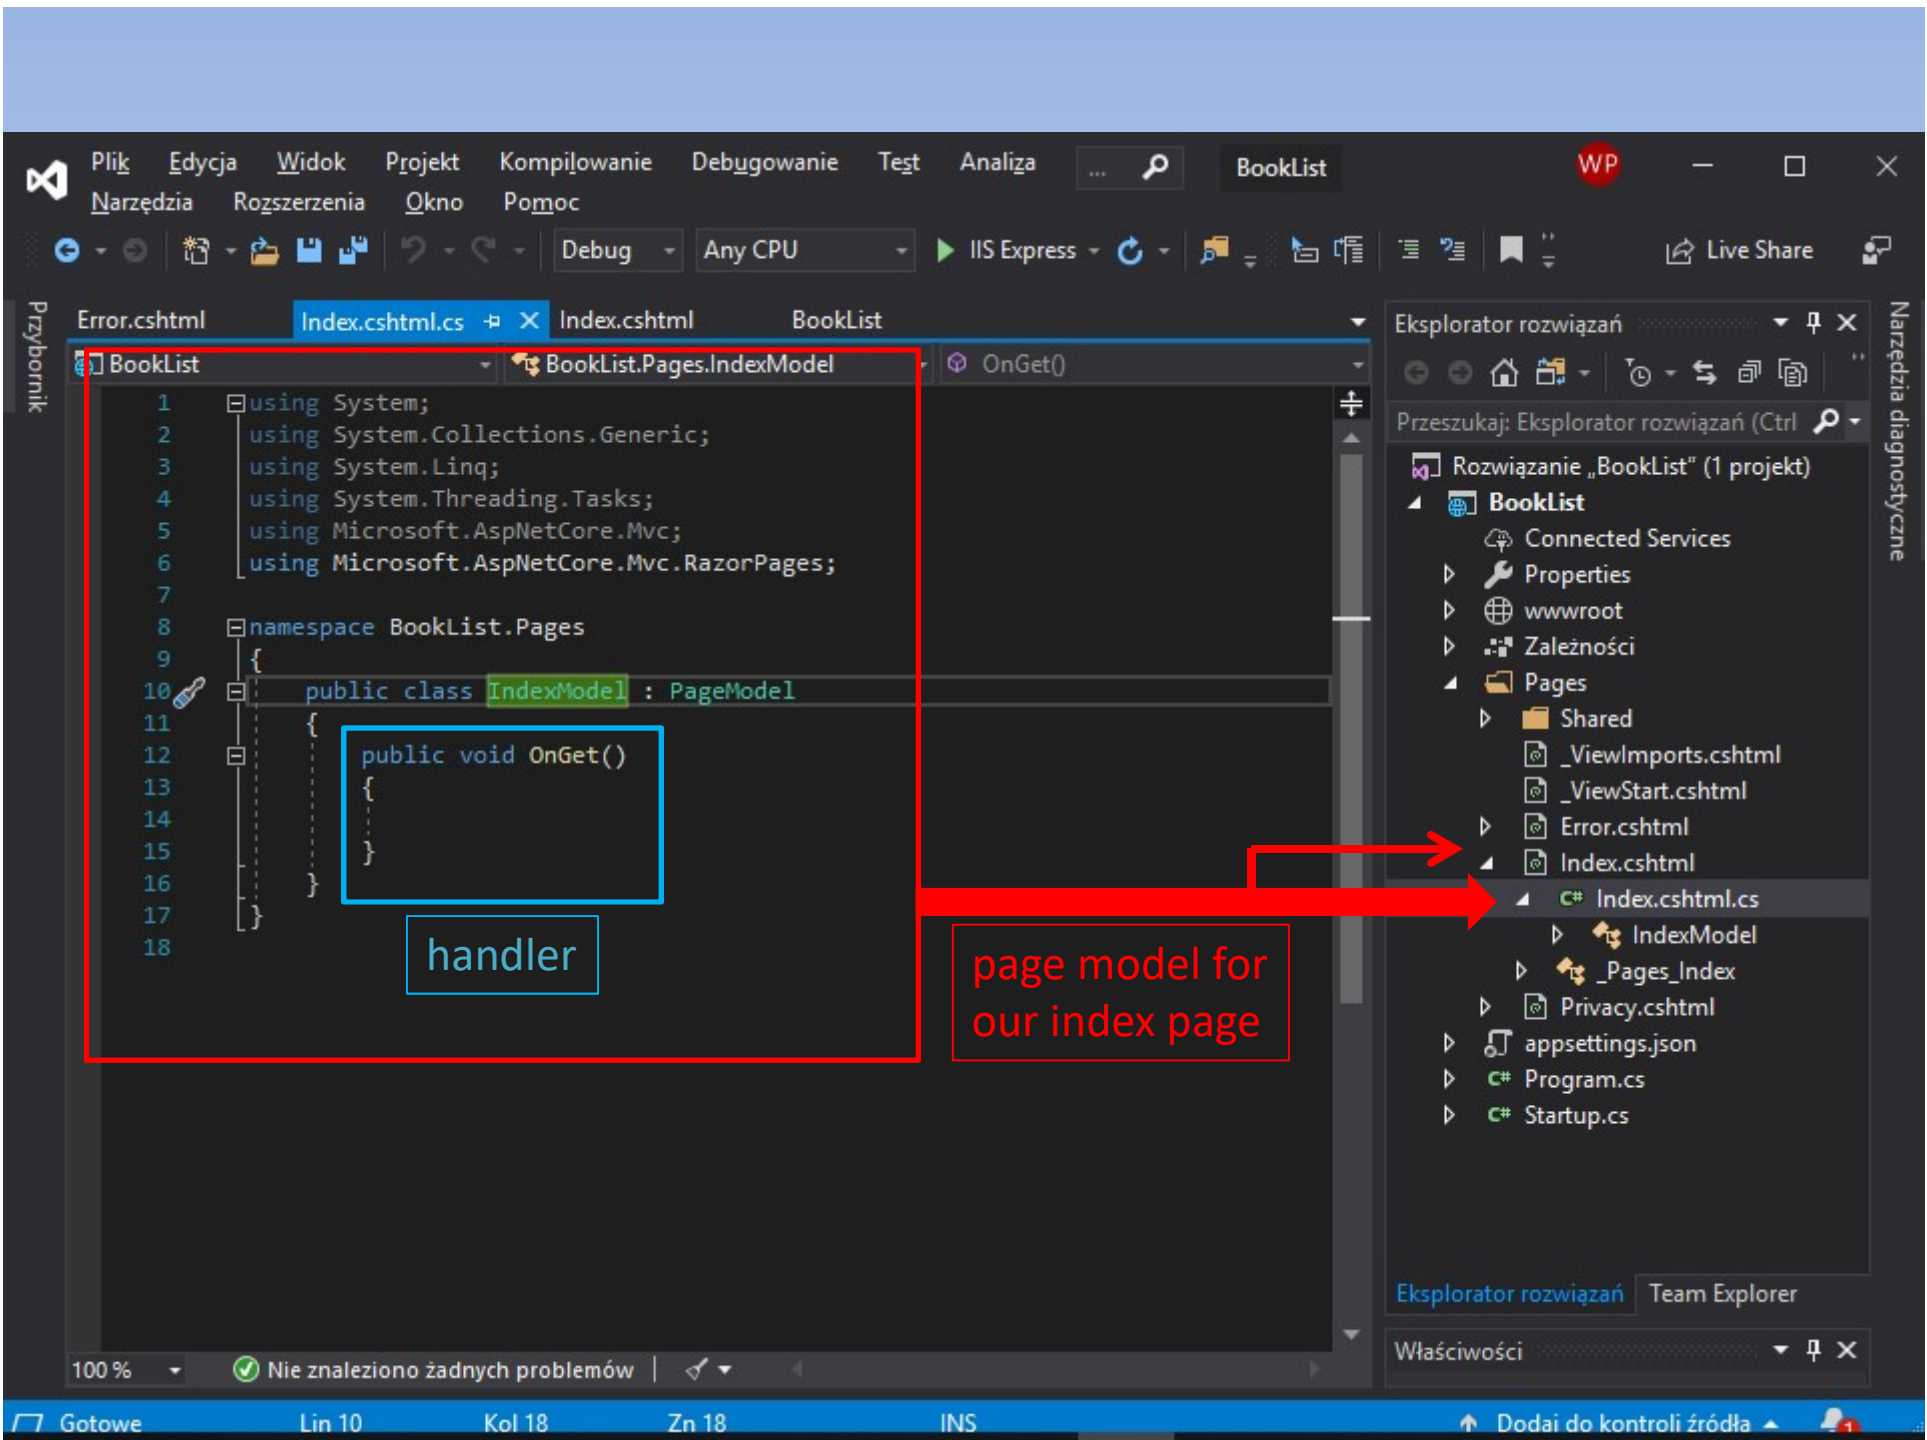 Plik Edycja Widok Projekt Kompilowanie Debugowanie Test Analiza ... BookList WP
Narzędzia Rozszerzenia Okno Pomoc
Debug Any CPU IIS Express Live Share
Przybornik
Error.cshtml Index.cshtml.cs Index.cshtml BookList
BookList BookList.Pages.IndexModel OnGet()
1 using System;
2 using System.Collections.Generic;
3 using System.Linq;
4 using System.Threading.Tasks;
5 using Microsoft.AspNetCore.Mvc;
6 using Microsoft.AspNetCore.Mvc.RazorPages;
7
8 namespace BookList.Pages
9 {
10 public class IndexModel : PageModel
11 {
12 public void OnGet()
13 {
14
15 }
16 }
17 }
18
handler
page model for
our index page
Eksplorator rozwiązań
Przeszukaj: Eksplorator rozwiązań (Ctrl
Rozwiązanie „BookList" (1 projekt)
BookList
Connected Services
Properties
wwwroot
Zależności
Pages
Shared
_ViewImports.cshtml
_ViewStart.cshtml
Error.cshtml
Index.cshtml
C# Index.cshtml.cs
IndexModel
_Pages_Index
Privacy.cshtml
appsettings.json
C# Program.cs
C# Startup.cs
Eksplorator rozwiązań Team Explorer
Właściwości
Narzędzia diagnostyczne
100 % Nie znaleziono żadnych problemów
Gotowe Lin 10 Kol 18 Zn 18 INS Dodaj do kontroli źródła 1